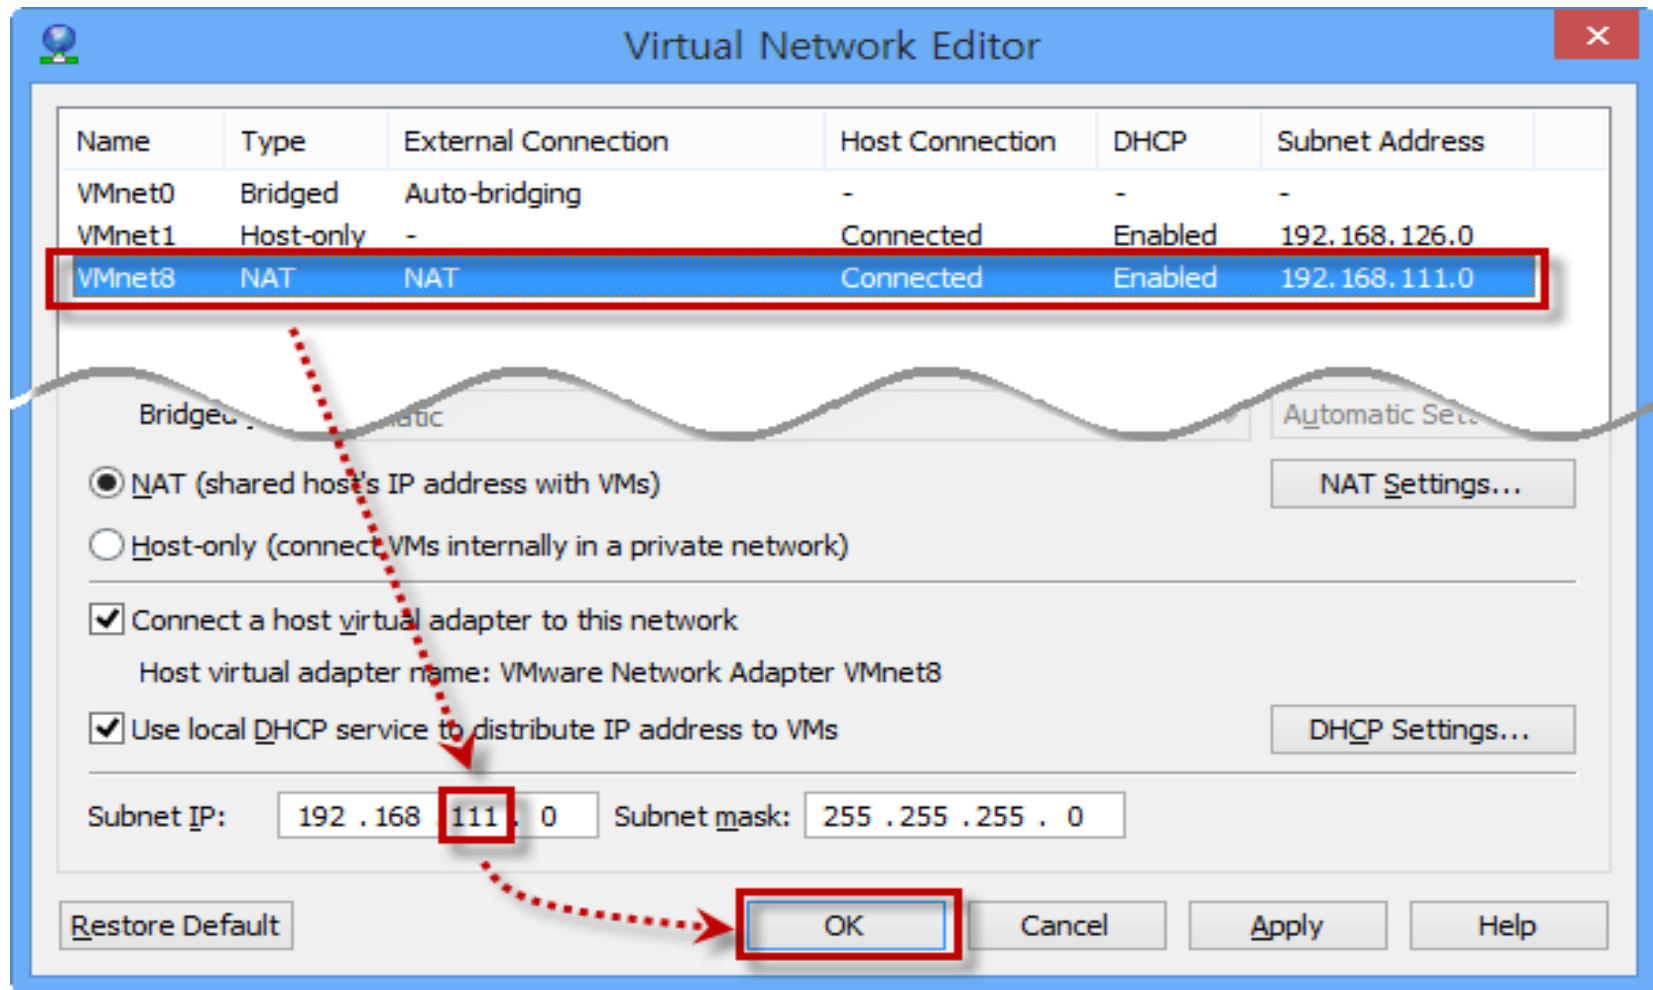 Virtual Network Editor
Name Type External Connection Host Connection DHCP Subnet Address
VMnet0 Bridged Auto-bridging - - -
VMnet1 Host-only - Connected Enabled 192.168.126.0
VMnet8 NAT NAT Connected Enabled 192.168.111.0
Automatic
NAT (shared host's IP address with VMs) NAT Settings...
Host-only (connect VMs internally in a private network)
Connect a host virtual adapter to this network
Host virtual adapter name: VMware Network Adapter VMnet8
Use local DHCP service to distribute IP address to VMs DHCP Settings...
Subnet IP: 192 . 168 . 111 . 0 Subnet mask: 255 . 255 . 255 . 0
Restore Default OK Cancel Apply Help